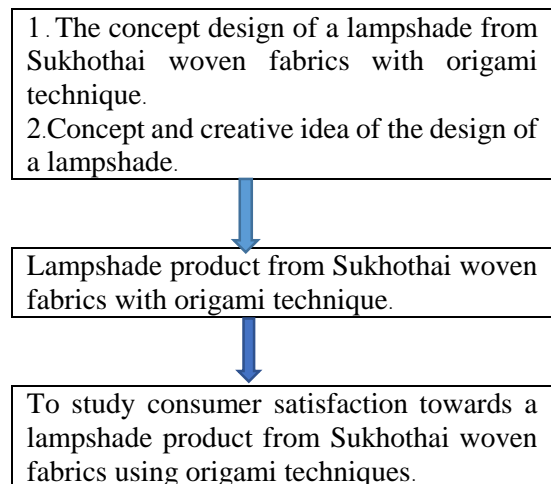 1. The concept design of a lampshade from
Sukhothai woven fabrics with origami
technique.
2.Concept and creative idea of the design of
a lampshade.
Lampshade product from Sukhothai woven
fabrics with origami technique.
To study consumer satisfaction towards a
lampshade product from Sukhothai woven
fabrics using origami techniques.